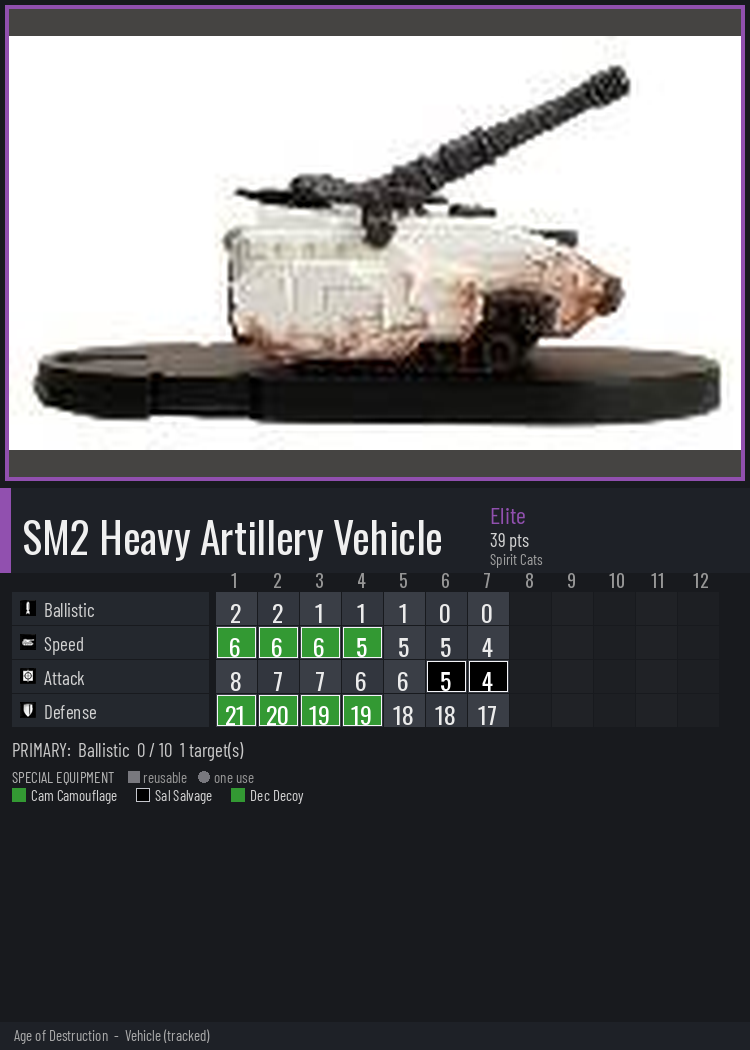 SM2 Heavy Artillery Vehicle
Elite
39 pts
Spirit Cats
1 2 3 4 5 6 7 8 9 10 11 12
Ballistic 2 2 1 1 1 0 0
Speed 6 6 6 5 5 5 4
Attack 8 7 7 6 6 5 4
Defense 21 20 19 19 18 18 17
PRIMARY: Ballistic 0 / 10 1 target(s)
SPECIAL EQUIPMENT reusable one use
Cam Camouflage Sal Salvage Dec Decoy
Age of Destruction - Vehicle (tracked)